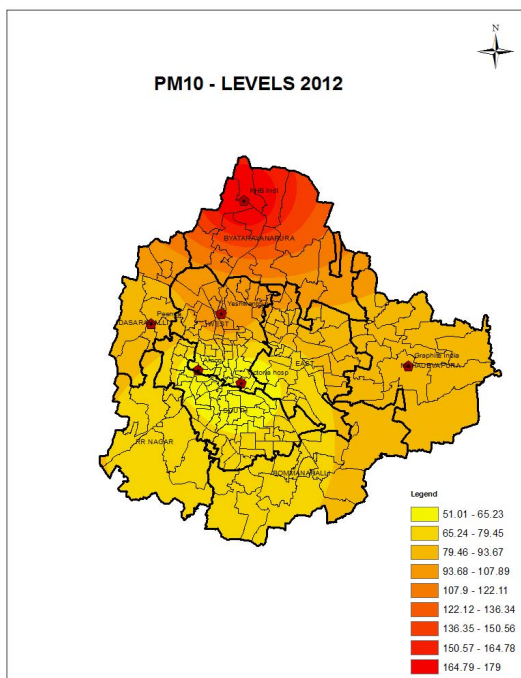 N
PM10 - LEVELS 2012
BYATARAYANAPURA
Peenya
DASARAHALLI
WEST
EAST
Graphite India
MAHADEVAPURA
Victoria hosp
SOUTH
RR NAGAR
BOMMANAHALLI
Legend
51.01 - 65.23
65.24 - 79.45
79.46 - 93.67
93.68 - 107.89
107.9 - 122.11
122.12 - 136.34
136.35 - 150.56
150.57 - 164.78
164.79 - 179